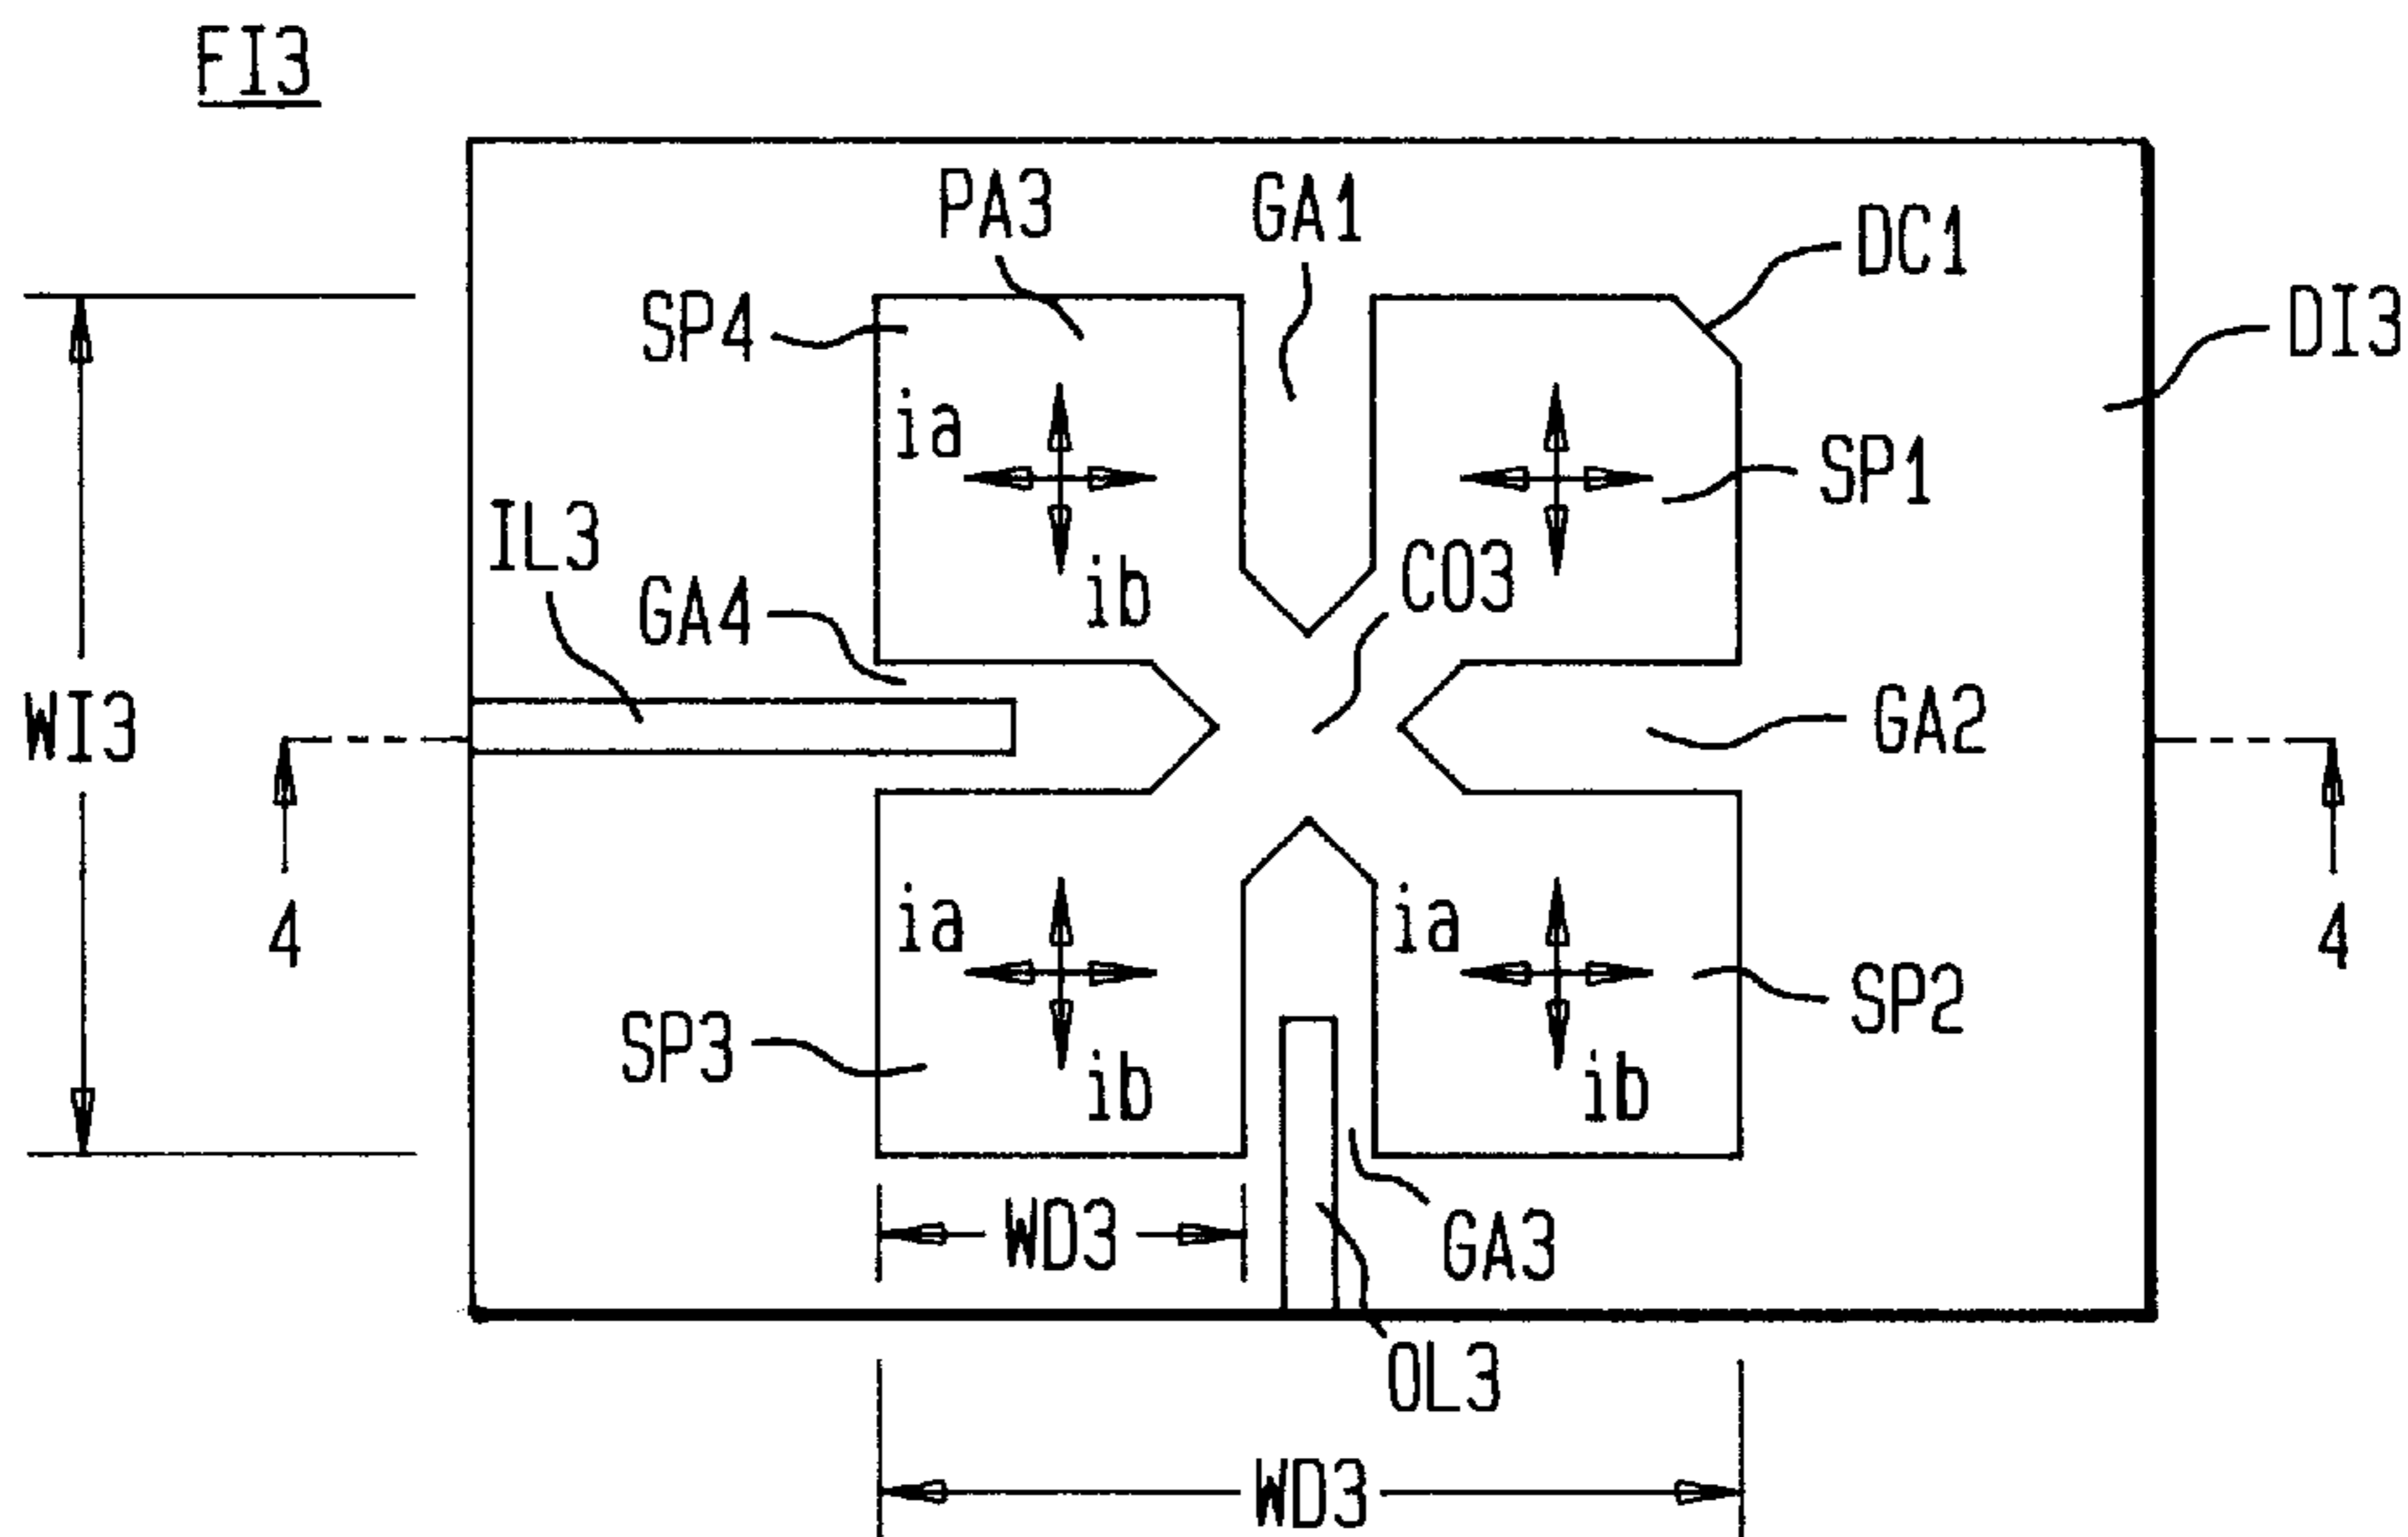 FI3
PA3
GA1
DC1
SP4
DI3
ia
SP1
IL3
CO3
GA4
ib
WI3
GA2
4
4
ia
ia
SP3
SP2
ib
ib
WD3
GA3
OL3
WD3